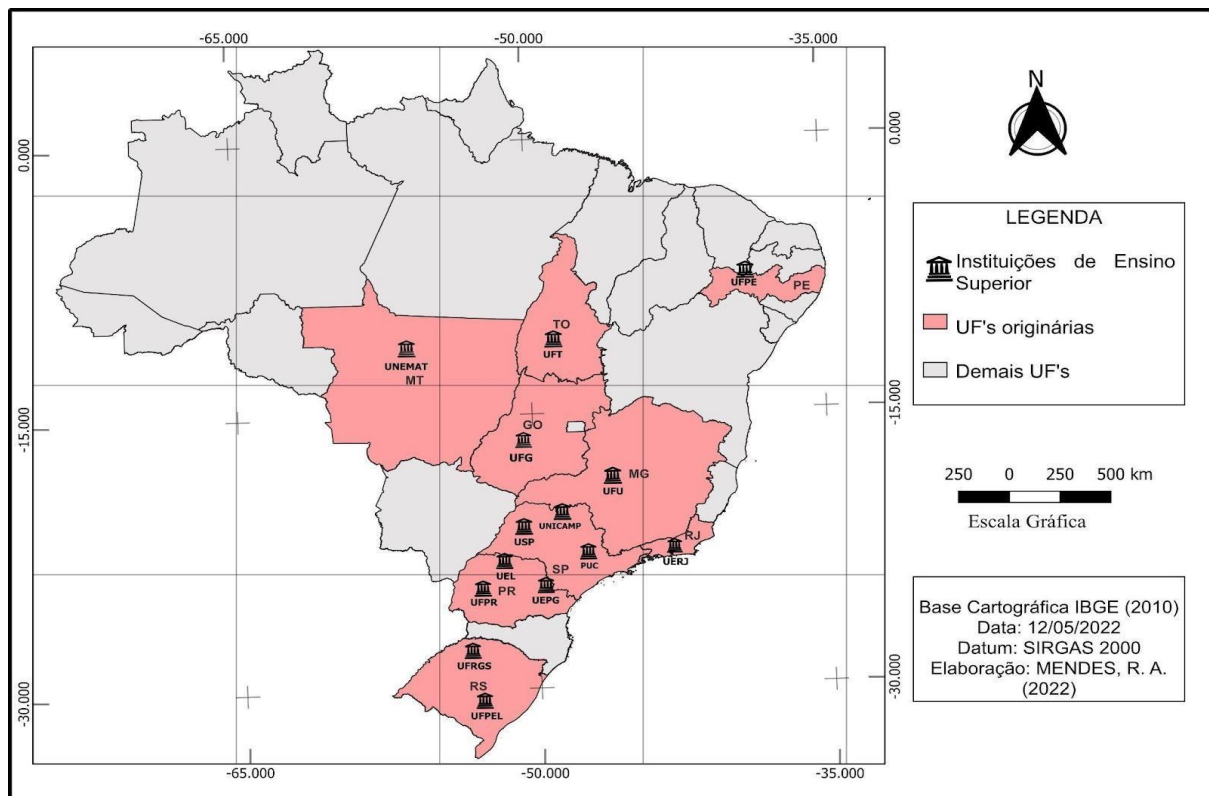 -65.000
-50.000
-35.000
0.000
0.000
-15.000
-15.000
-30.000
-30.000
N
LEGENDA
Instituições de Ensino
Superior
UF's originárias
Demais UF's
UFPE
PE
TO
UFT
UNEMAT
MT
GO
UFG
MG
UFU
UNICAMP
USP
RJ
UERJ
PUC
SP
UEL
UFPR
PR
UEPG
UFRGS
RS
UFPEL
250 0 250 500 km
Escala Gráfica
Base Cartográfica IBGE (2010)
Data: 12/05/2022
Datum: SIRGAS 2000
Elaboração: MENDES, R. A.
(2022)
-65.000
-50.000
-35.000